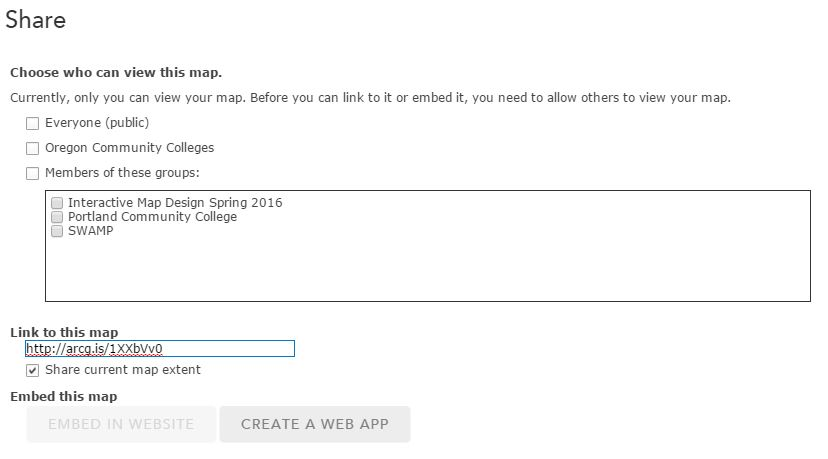 Share
Choose who can view this map.
Currently, only you can view your map. Before you can link to it or embed it, you need to allow others to view your map.
Everyone (public)
Oregon Community Colleges
Members of these groups:
Interactive Map Design Spring 2016
Portland Community College
SWAMP
Link to this map
http://arcg.is/1XXbVv0
Share current map extent
Embed this map
EMBED IN WEBSITE
CREATE A WEB APP